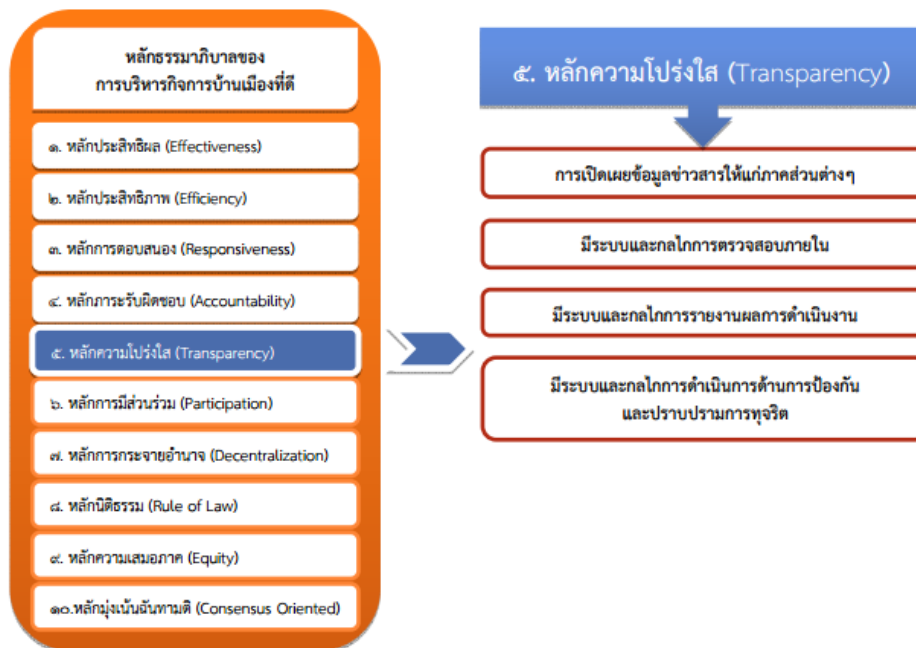 หลักธรรมาภิบาลของ
การบริหารกิจการบ้านเมืองที่ดี
๑. หลักประสิทธิผล (Effectiveness)
๒. หลักประสิทธิภาพ (Efficiency)
๓. หลักการตอบสนอง (Responsiveness)
๔. หลักภาระรับผิดชอบ (Accountability)
๕. หลักความโปร่งใส (Transparency)
๖. หลักการมีส่วนร่วม (Participation)
๗. หลักการกระจายอำนาจ (Decentralization)
๘. หลักนิติธรรม (Rule of Law)
๙. หลักความเสมอภาค (Equity)
๑๐.หลักมุ่งเน้นฉันทามติ (Consensus Oriented)
๕. หลักความโปร่งใส (Transparency)
การเปิดเผยข้อมูลข่าวสารให้แก่ภาคส่วนต่างๆ
มีระบบและกลไกการตรวจสอบภายใน
มีระบบและกลไกการรายงานผลการดำเนินงาน
มีระบบและกลไกการดำเนินการด้านการป้องกัน
และปราบปรามการทุจริต